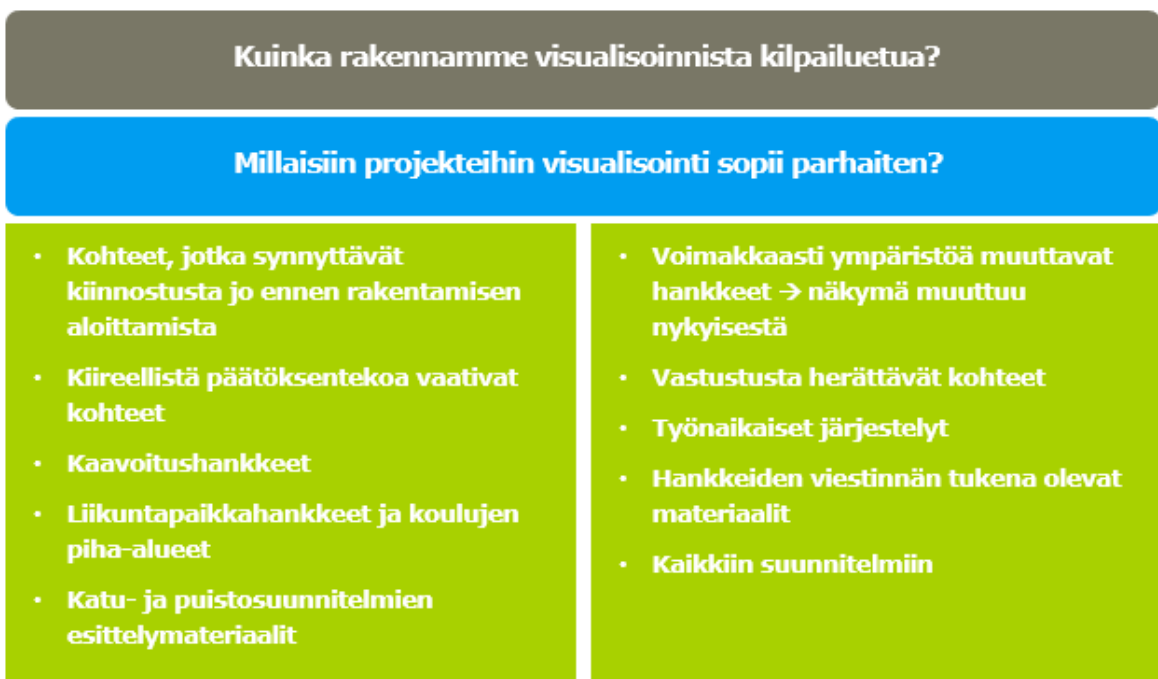 Kuinka rakennamme visualisoinnista kilpailuetua?
Millaisiin projekteihin visualisointi sopii parhaiten?
• Kohteet, jotka synnyttävät
kiinnostusta jo ennen rakentamisen
aloittamista
• Kiireellistä päätöksentekoa vaativat
kohteet
• Kaavoitushankkeet
• Liikuntapaikkahankkeet ja koulujen
piha-alueet
• Katu- ja puistosuunnitelmien
esittelymateriaalit
• Voimakkaasti ympäristöä muuttavat
hankkeet → näkymä muuttuu
nykyisestä
• Vastustusta herättävät kohteet
• Työnaikaiset järjestelyt
• Hankkeiden viestinnän tukena olevat
materiaalit
• Kaikkiin suunnitelmiin